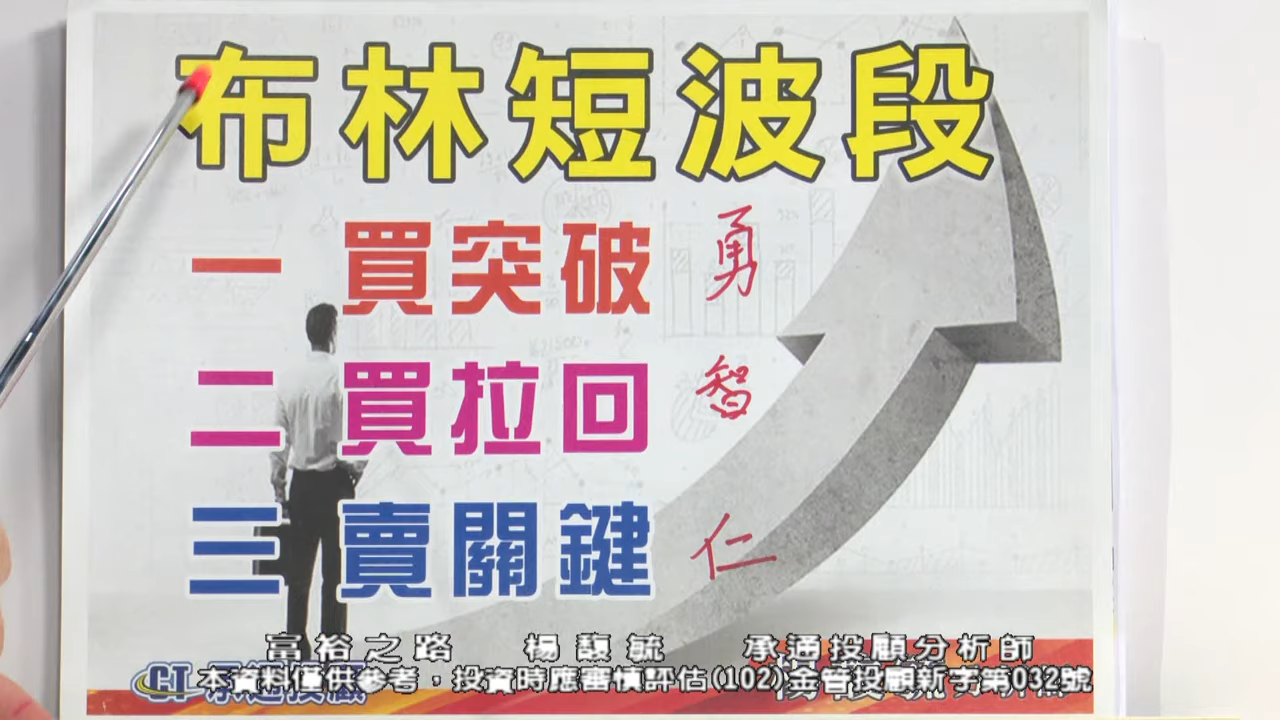 布林短波段
一 買突破 勇
二 買拉回 智
三 賣關鍵 仁
富裕之路 楊馥毓 承通投顧分析師
本資料僅供參考，投資時應審慎評估(102)金管投顧新字第032號